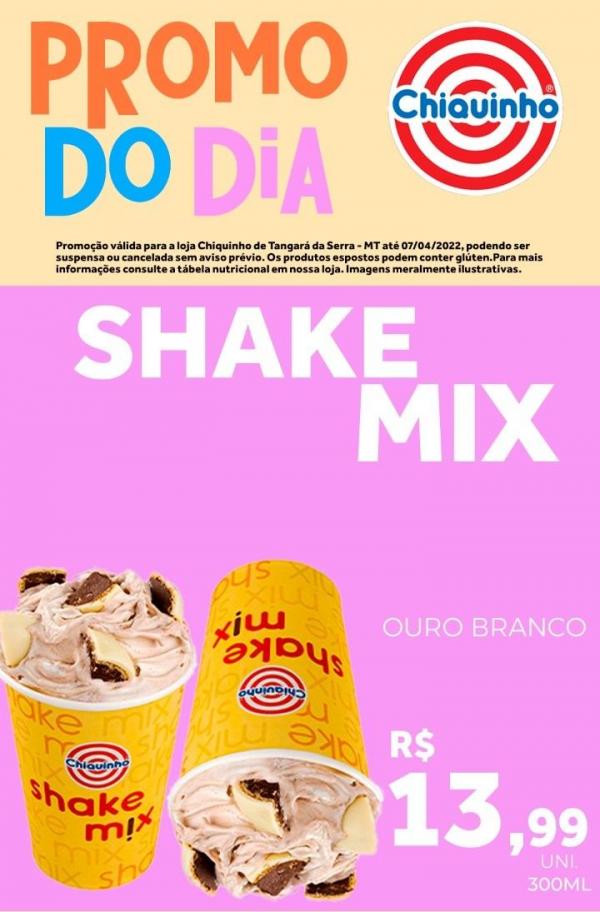 PROMO
DO DiA
Chiquinho
Promoção válida para a loja Chiquinho de Tangará da Serra - MT até 07/04/2022, podendo ser
suspensa ou cancelada sem aviso prévio. Os produtos espostos podem conter glúten.Para mais
informações consulte a tábela nutricional em nossa loja. Imagens meralmente ilustrativas.
SHAKE
MIX
OURO BRANCO
R$
13,99
UNI.
300ML
Chiquinho
shake
mix
shake
mix
Chiquinho